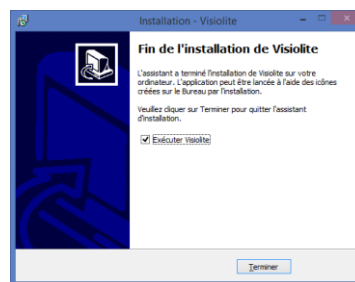 Installation - Visiolite
Fin de l'installation de Visiolite
L'assistant a terminé l'installation de Visiolite sur votre
ordinateur. L'application peut être lancée à l'aide des icônes
créées sur le Bureau par l'installation.
Veuillez cliquer sur Terminer pour quitter l'assistant
d'installation.
Exécuter Visiolite
Terminer